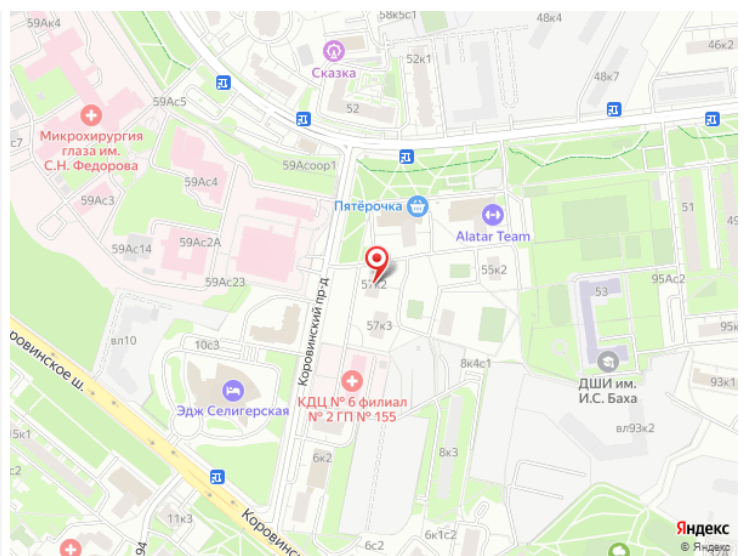 59Ак4
58к5с1
48к4
46к2
52к1
Сказка
48к7
59Ас5
52
Микрохирургия
глаза им.
С.Н. Федорова
59Асоор1
59Ас4
Пятёрочка
59Ас3
51
59Ас2А
Alatar Team
59Ас14
55к2
95Ас2
59Ас23
57к2
53
Коровинский пр-д
вл10
57к3
95к
10с3
8к4с1
ДШИ им.
И.С. Баха
93к1
Коровинское ш.
КДЦ № 6 филиал
№ 2 ГП № 155
Эдж Селигерская
вл93к2
15к1
6к2
8к3
11к3
94
Коровинс
6к1с2
6с2
Яндекс
© Яндекс